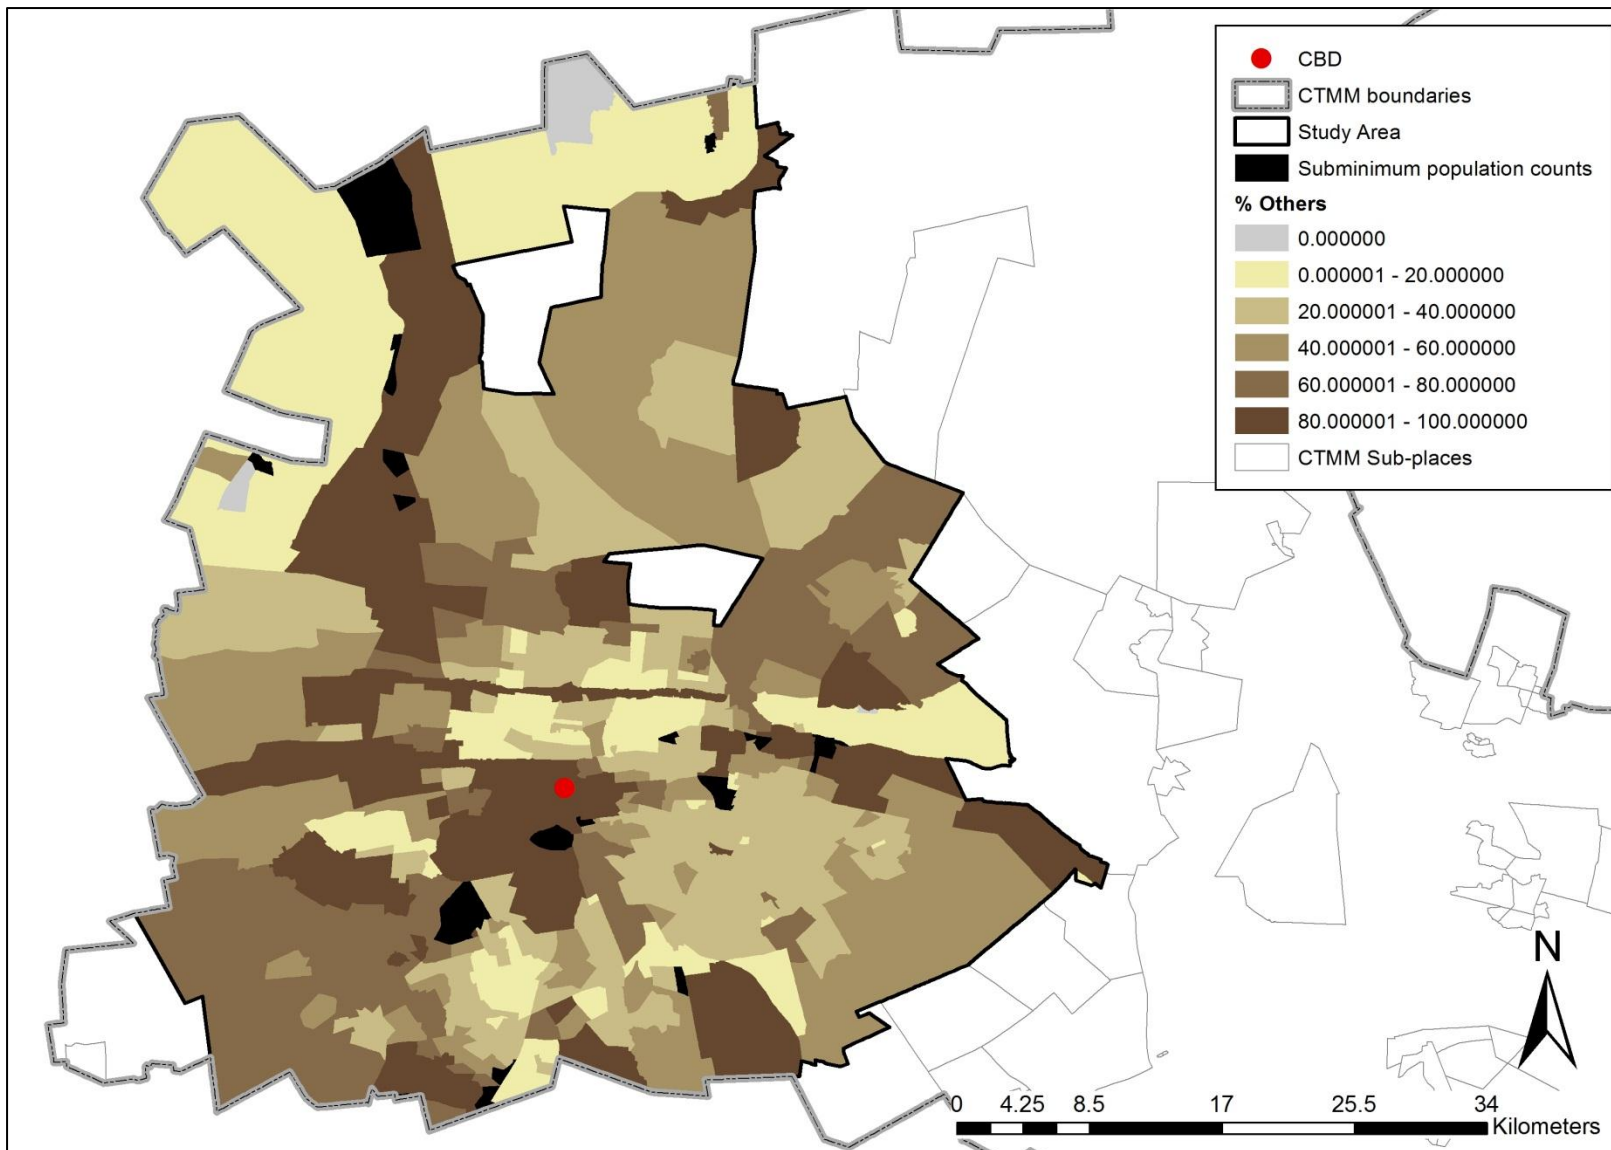 CBD
CTMM boundaries
Study Area
Subminimum population counts
% Others
0.000000
0.000001 - 20.000000
20.000001 - 40.000000
40.000001 - 60.000000
60.000001 - 80.000000
80.000001 - 100.000000
CTMM Sub-places
N
0 4.25 8.5 17 25.5 34
Kilometers